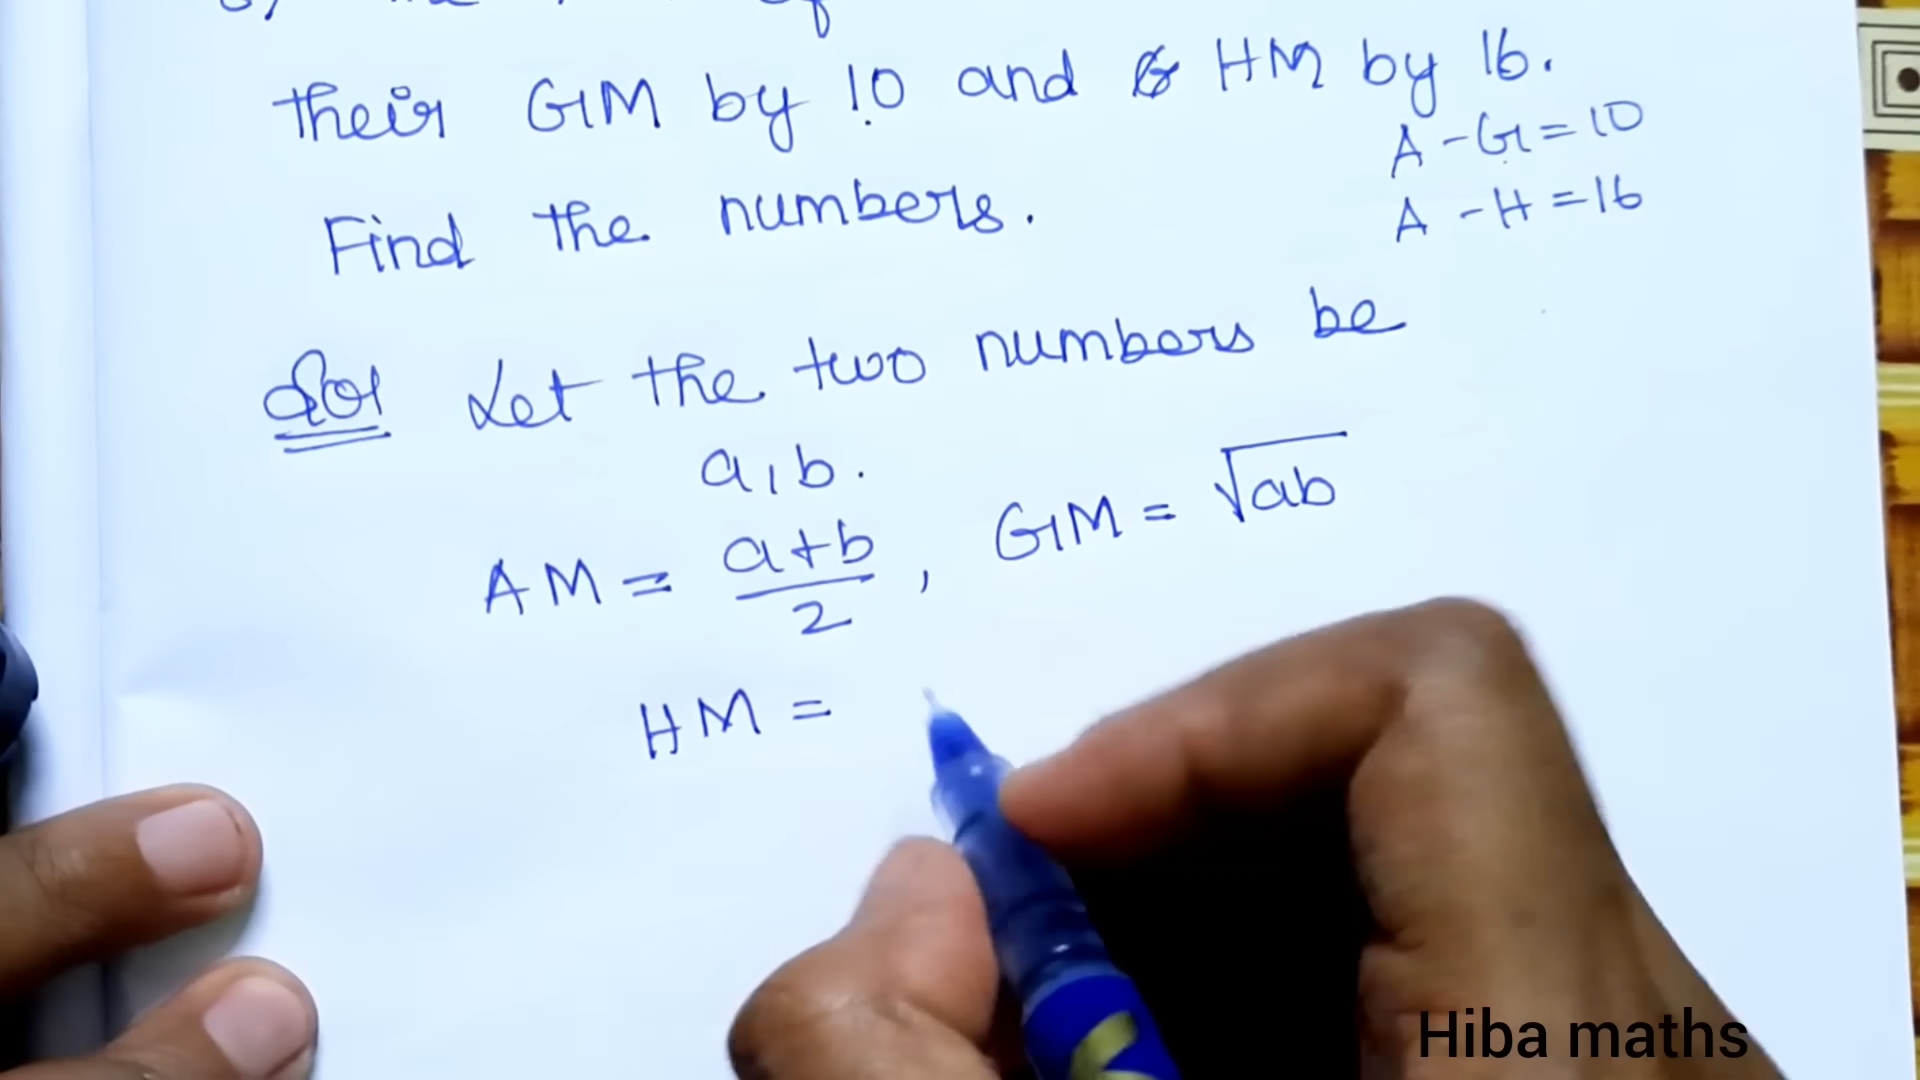 their GM by 10 and HM by 16.
A - G = 10
Find the numbers.
A - H = 16
Sol Let the two numbers be
a, b.
AM = a+b/2, GM = √ab
HM =
Hiba maths